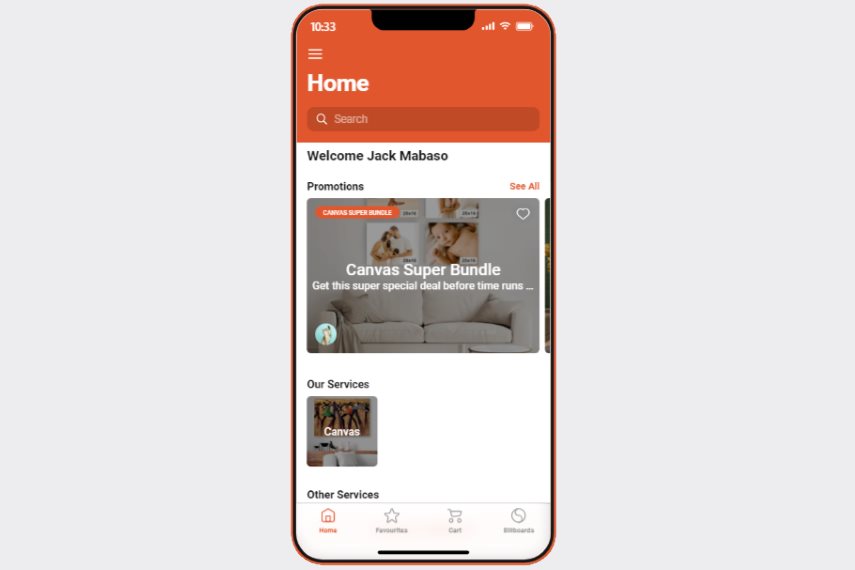 10:33
Home
Search
Welcome Jack Mabaso
Promotions
See All
CANVAS SUPER BUNDLE
20x16
20x16
20x16
20x16
Canvas Super Bundle
Get this super special deal before time runs ...
Our Services
Canvas
Other Services
Home
Favourites
Cart
Billboards